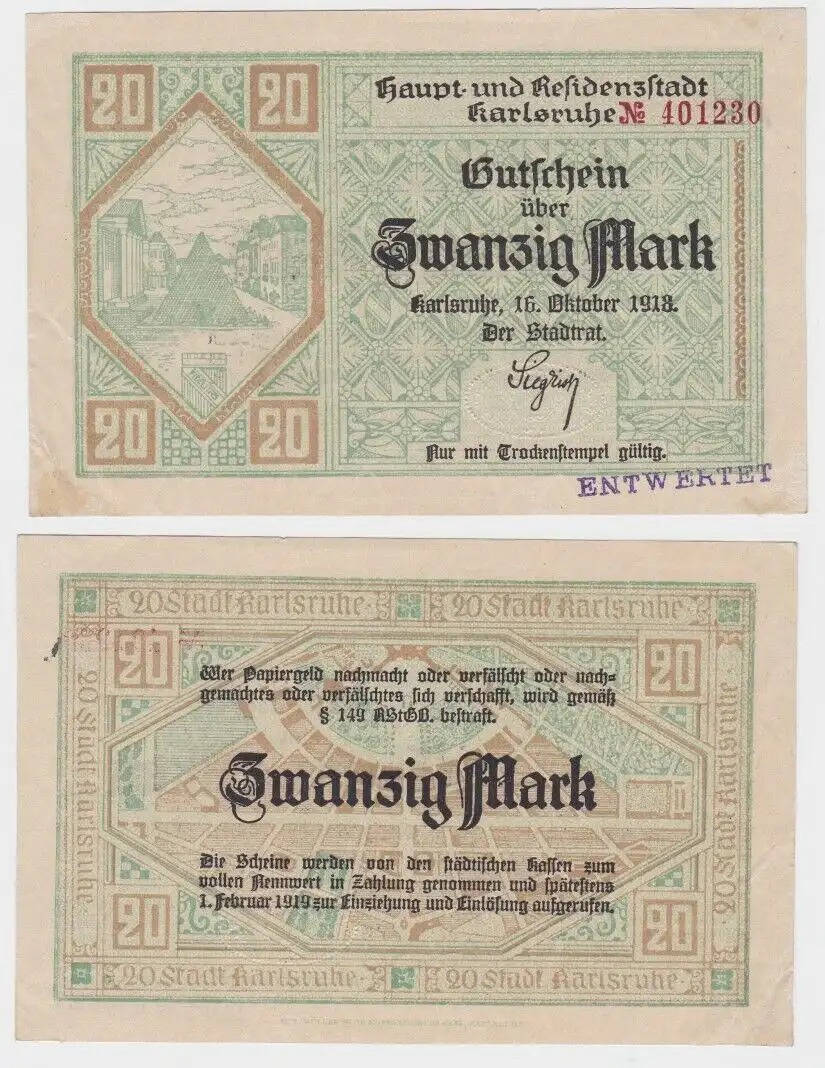 20 20
Haupt- und Residenzstadt
Karlsruhe № 401230
Gutschein
über
Zwanzig Mark
Karlsruhe, 16. Oktober 1918.
Der Stadtrat.
Siegrist
20 20
Nur mit Trockenstempel gültig.
ENTWERTET
20 Stadt Karlsruhe 20 Stadt Karlsruhe
20 20
20 Stadt Karlsruhe
20 Stadt Karlsruhe
Wer Papiergeld nachmacht oder verfälscht oder nach-
gemachtes oder verfälschtes sich verschafft, wird gemäß
§ 149 RStGB. bestraft.
Zwanzig Mark
Die Scheine werden von den städtischen Kassen zum
vollen Nennwert in Zahlung genommen und spätestens
1. Februar 1919 zur Einziehung und Einlösung aufgerufen.
20 20
20 Stadt Karlsruhe 20 Stadt Karlsruhe